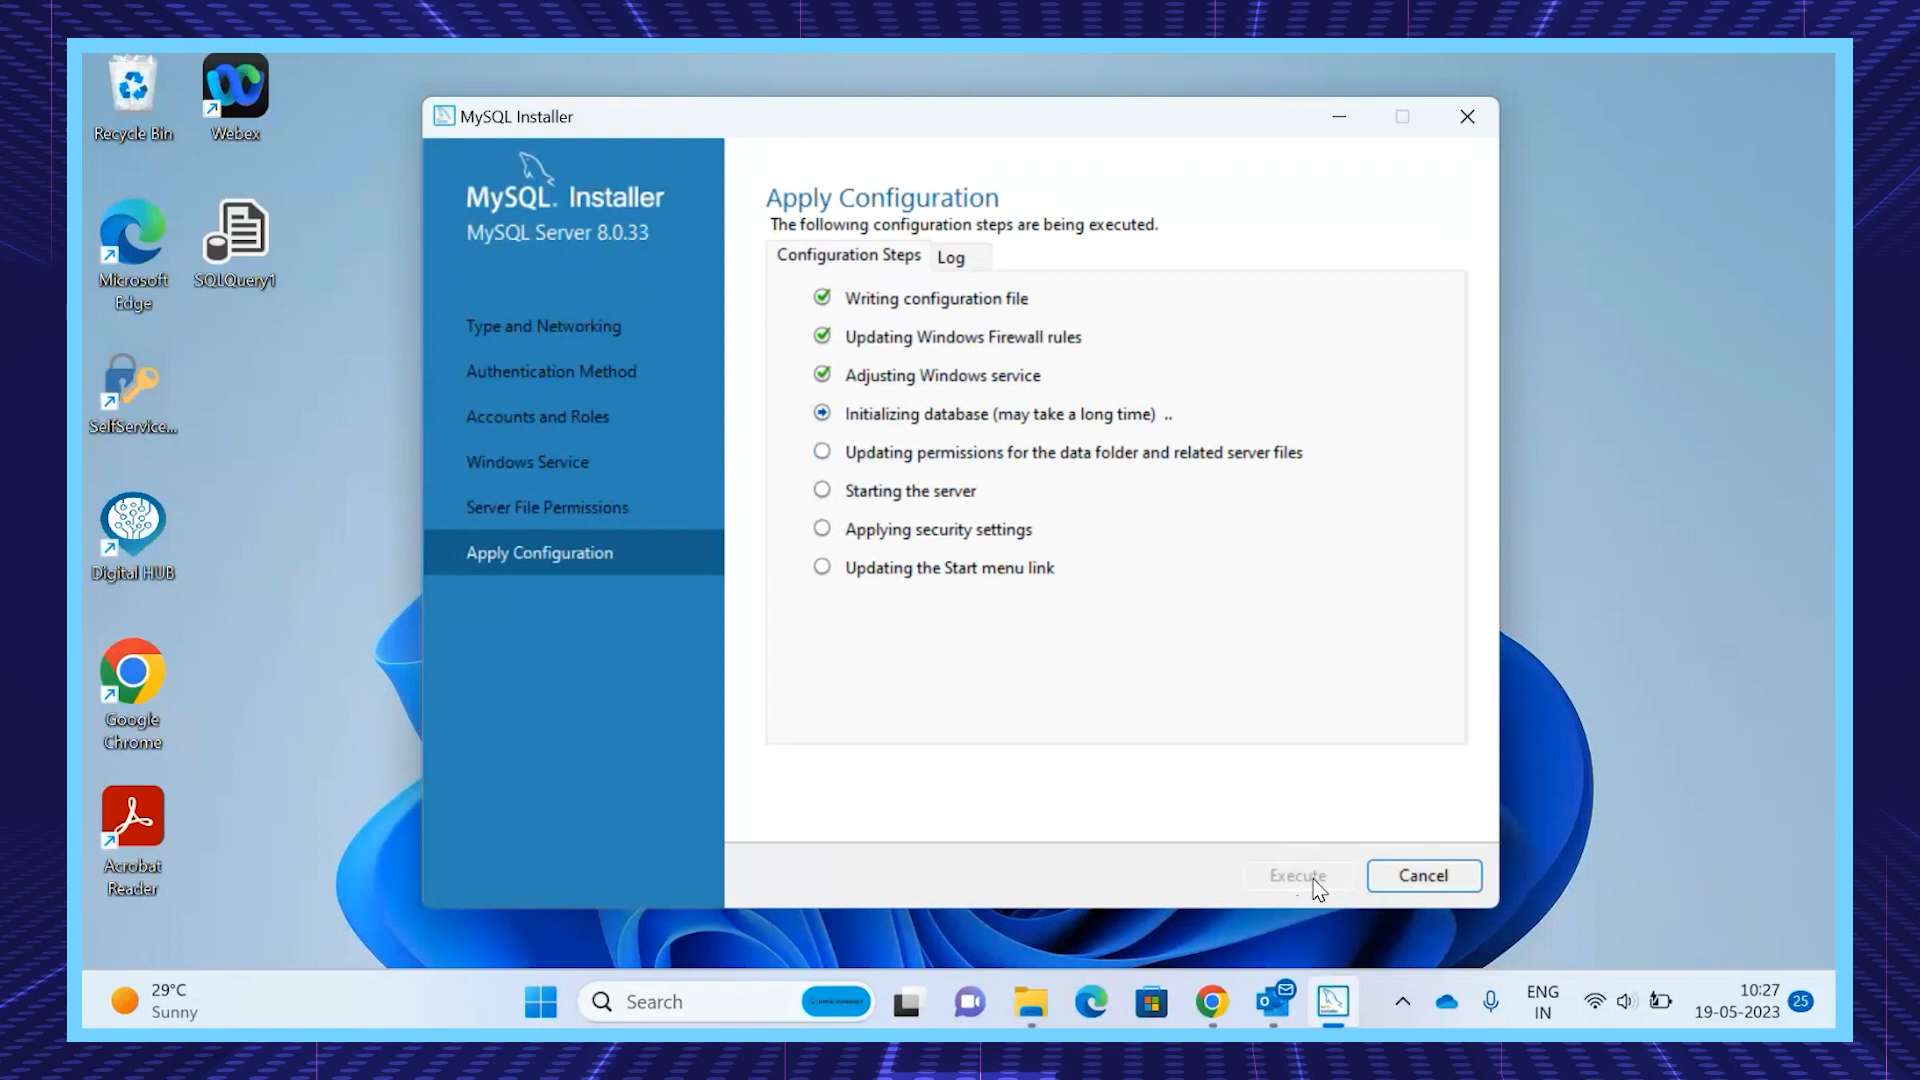 Recycle Bin
Webex
Microsoft
Edge
SQLQuery1
SelfService...
Digital HUB
Google
Chrome
Acrobat
Reader
MySQL Installer
MySQL. Installer
MySQL Server 8.0.33
Type and Networking
Authentication Method
Accounts and Roles
Windows Service
Server File Permissions
Apply Configuration
Apply Configuration
The following configuration steps are being executed.
Configuration Steps
Log
Writing configuration file
Updating Windows Firewall rules
Adjusting Windows service
Initializing database (may take a long time) ..
Updating permissions for the data folder and related server files
Starting the server
Applying security settings
Updating the Start menu link
Execute
Cancel
29°C
Sunny
Search
ENG
IN
10:27
19-05-2023
25